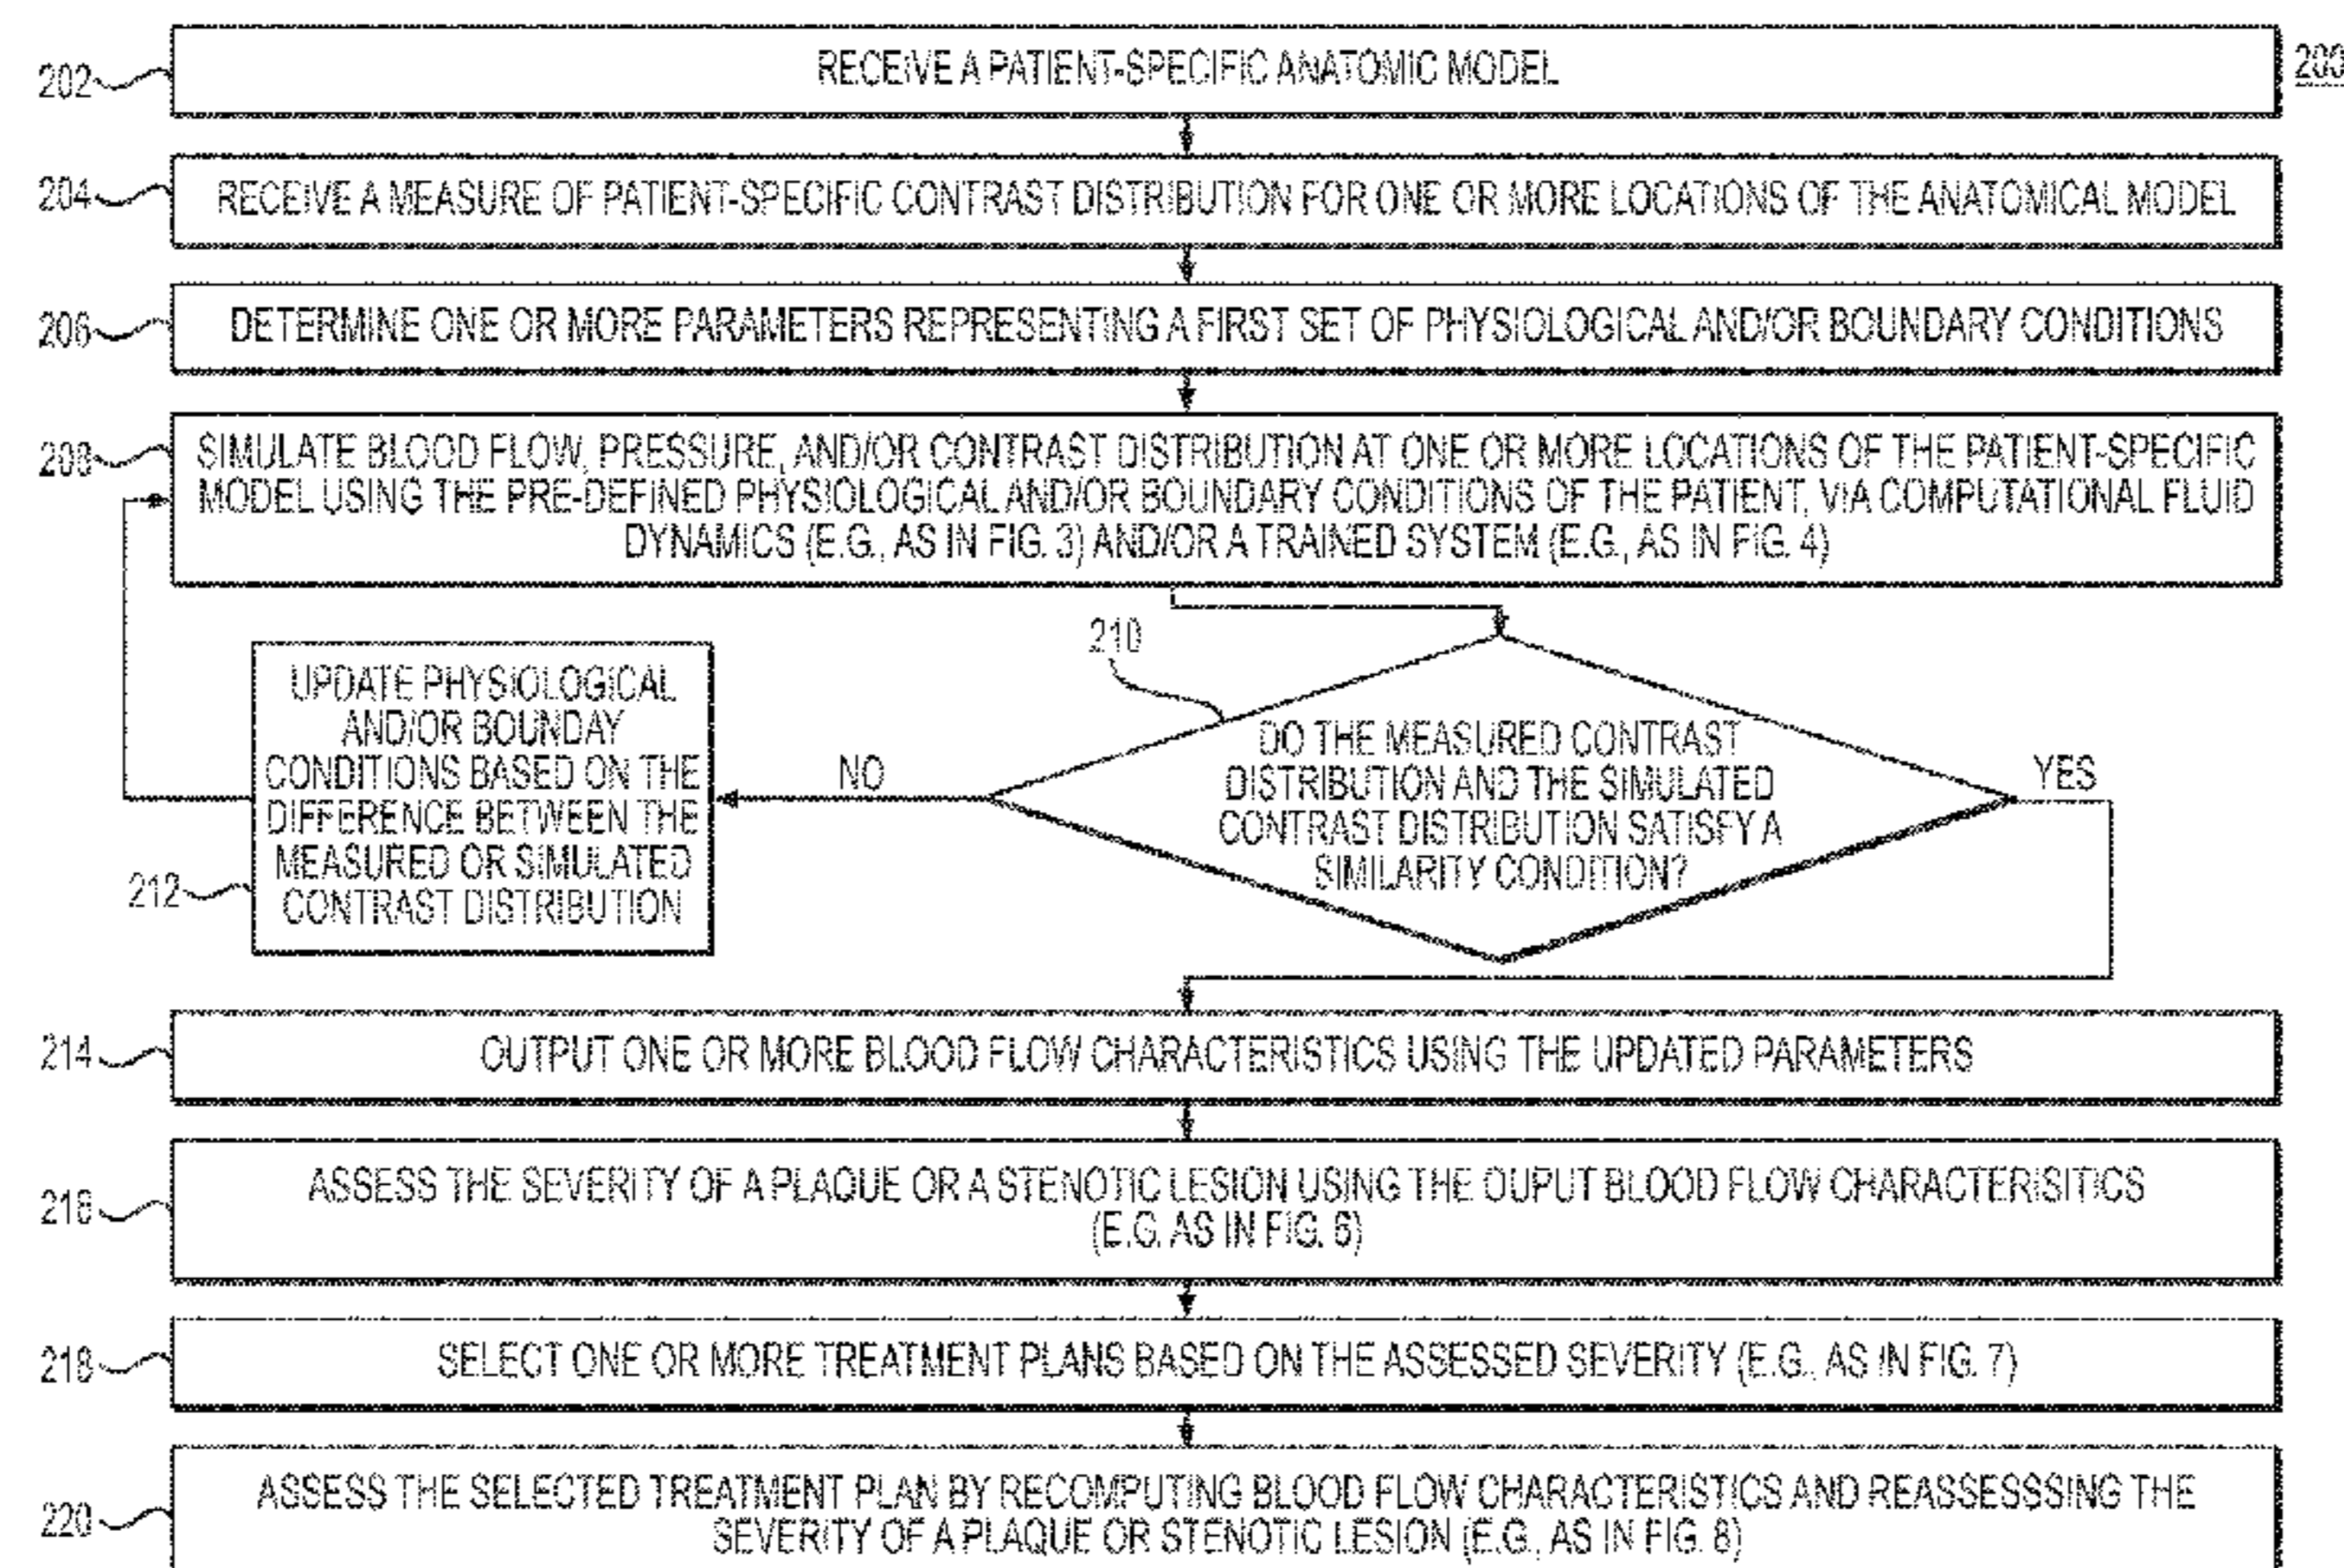 200
202
RECEIVE A PATIENT-SPECIFIC ANATOMIC MODEL
204
RECEIVE A MEASURE OF PATIENT-SPECIFIC CONTRAST DISTRIBUTION FOR ONE OR MORE LOCATIONS OF THE ANATOMICAL MODEL
206
DETERMINE ONE OR MORE PARAMETERS REPRESENTING A FIRST SET OF PHYSIOLOGICAL AND/OR BOUNDARY CONDITIONS
208
SIMULATE BLOOD FLOW, PRESSURE, AND/OR CONTRAST DISTRIBUTION AT ONE OR MORE LOCATIONS OF THE PATIENT-SPECIFIC
MODEL USING THE PRE-DEFINED PHYSIOLOGICAL AND/OR BOUNDARY CONDITIONS OF THE PATIENT, VIA COMPUTATIONAL FLUID
DYNAMICS (E.G., AS IN FIG. 3) AND/OR A TRAINED SYSTEM (E.G., AS IN FIG. 4)
210
DO THE MEASURED CONTRAST
DISTRIBUTION AND THE SIMULATED
CONTRAST DISTRIBUTION SATISFY A
SIMILARITY CONDITION?
NO
YES
212
UPDATE PHYSIOLOGICAL
AND/OR BOUNDAY
CONDITIONS BASED ON THE
DIFFERENCE BETWEEN THE
MEASURED OR SIMULATED
CONTRAST DISTRIBUTION
214
OUTPUT ONE OR MORE BLOOD FLOW CHARACTERISTICS USING THE UPDATED PARAMETERS
216
ASSESS THE SEVERITY OF A PLAQUE OR A STENOTIC LESION USING THE OUPUT BLOOD FLOW CHARACTERISITICS
(E.G. AS IN FIG. 6)
218
SELECT ONE OR MORE TREATMENT PLANS BASED ON THE ASSESSED SEVERITY (E.G., AS IN FIG. 7)
220
ASSESS THE SELECTED TREATMENT PLAN BY RECOMPUTING BLOOD FLOW CHARACTERISTICS AND REASSESSSING THE
SEVERITY OF A PLAQUE OR STENOTIC LESION (E.G., AS IN FIG. 8)